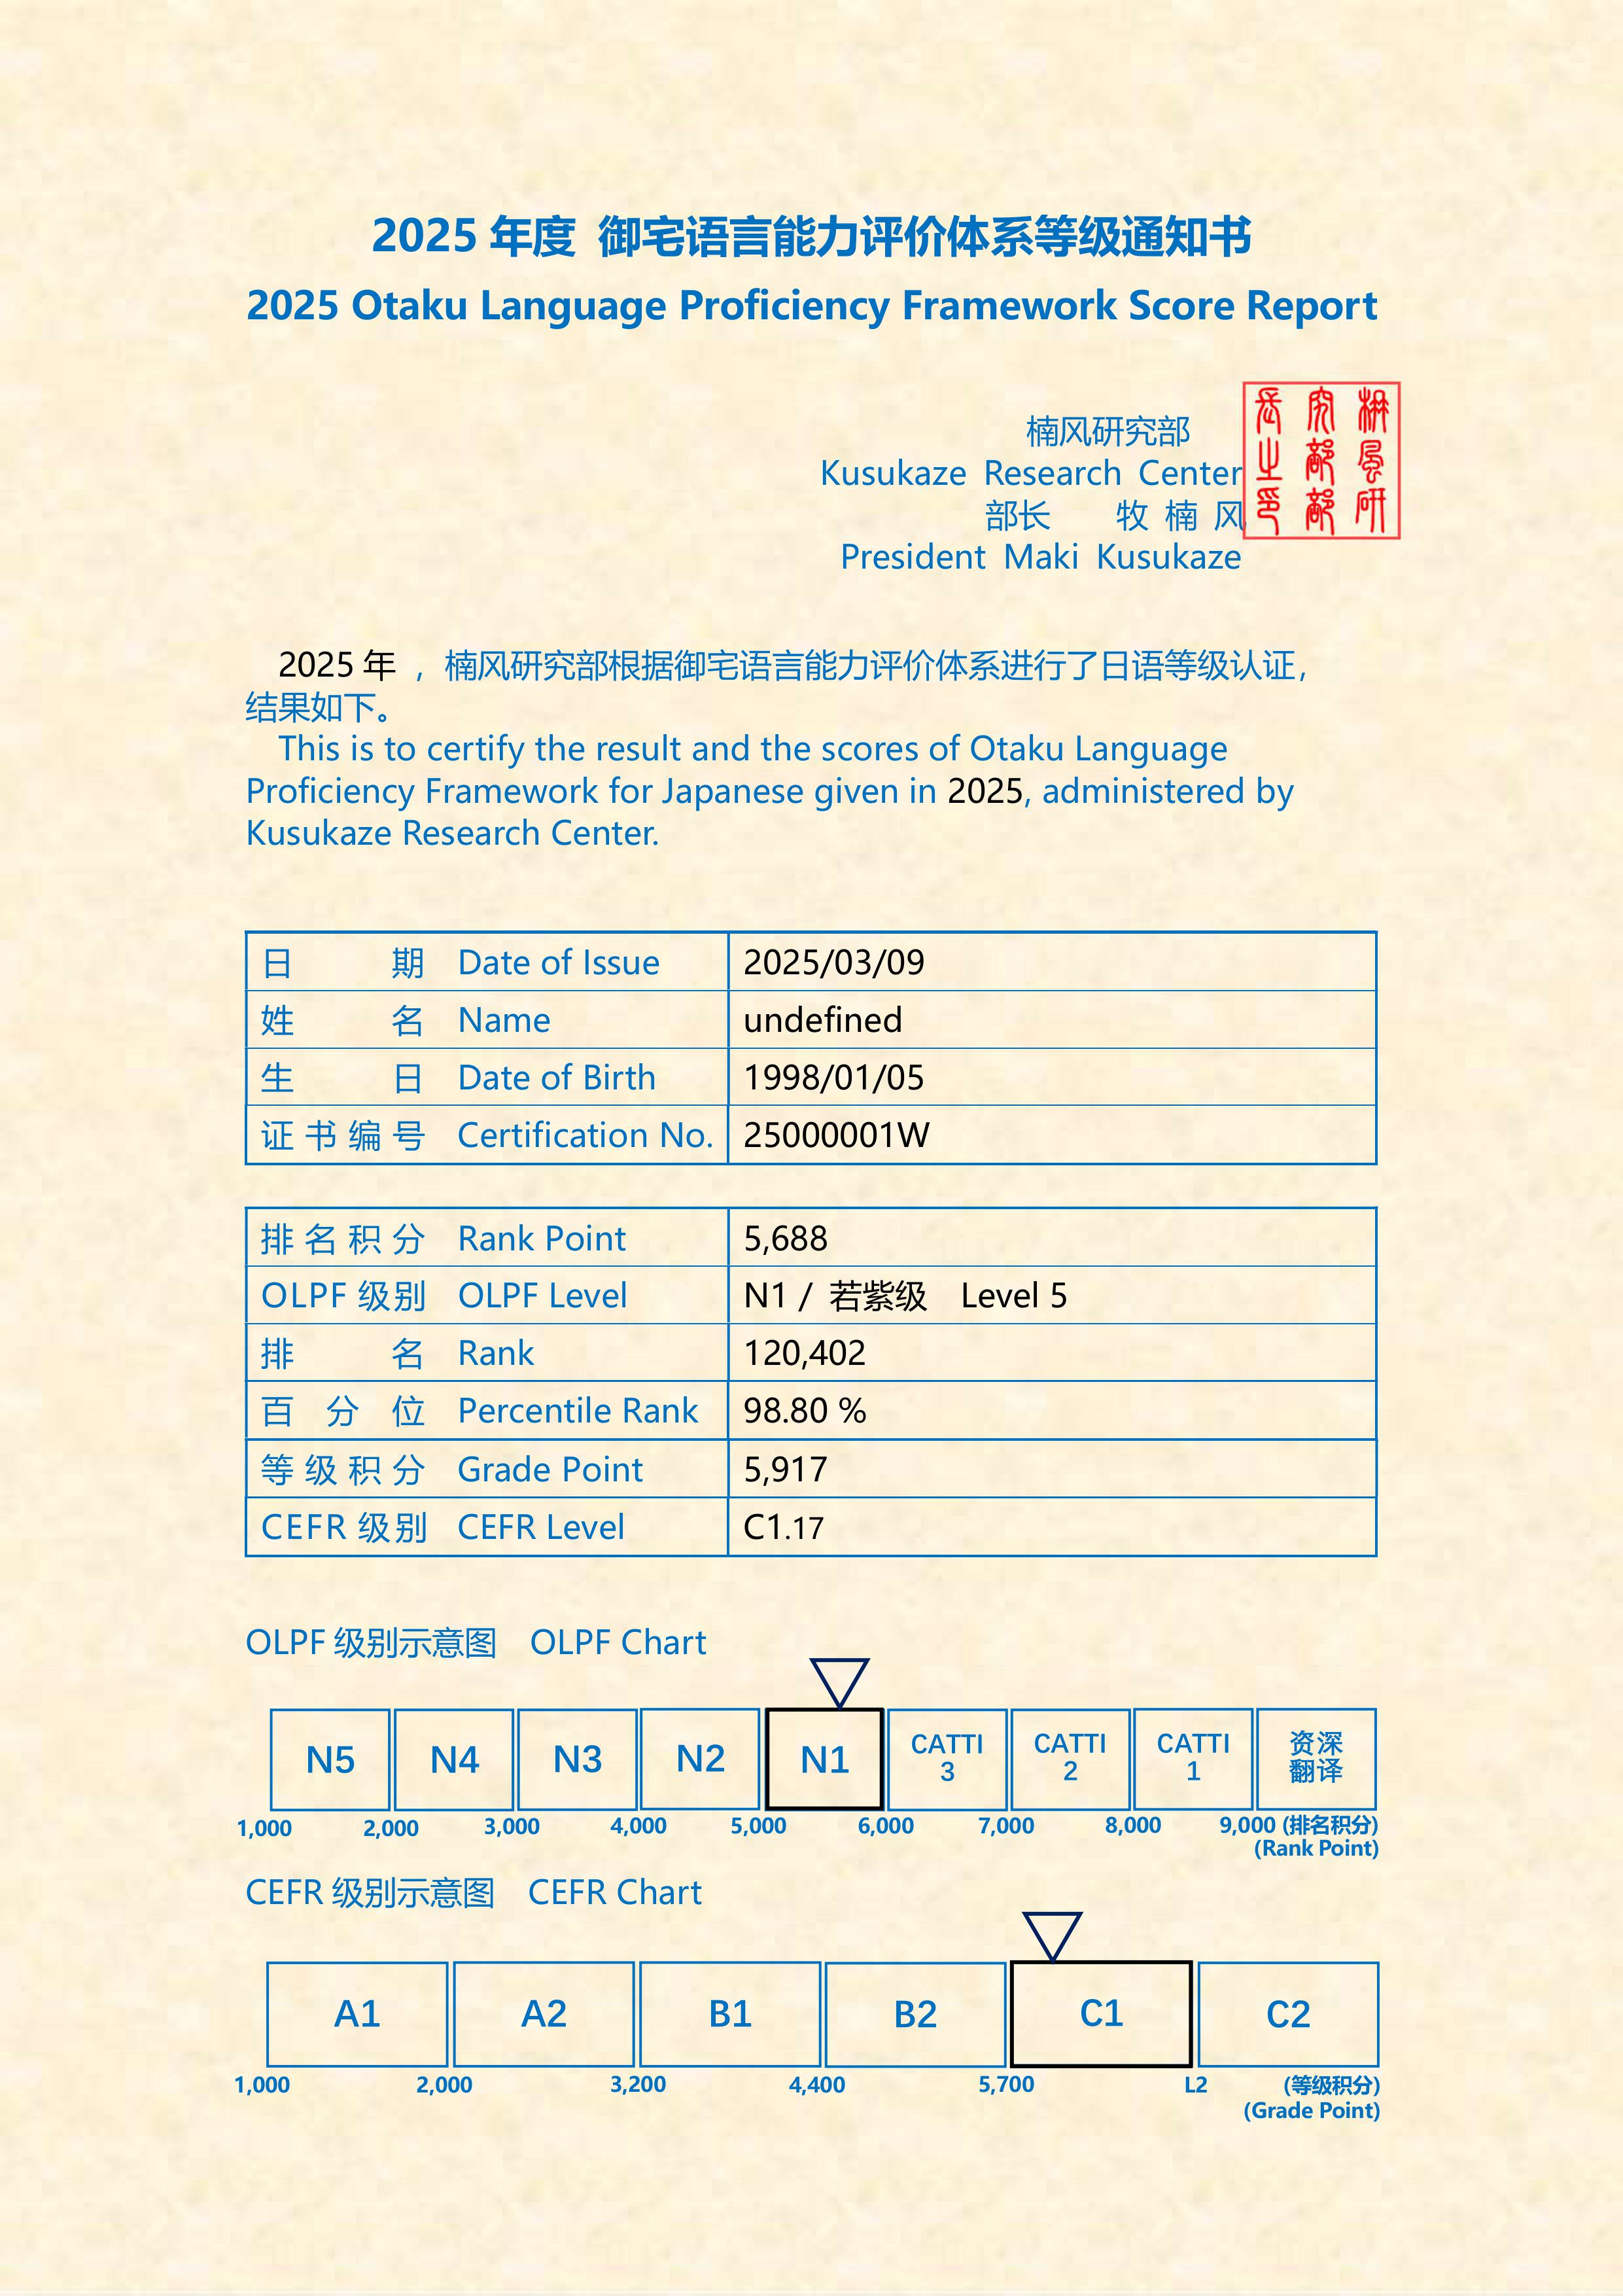 2025 年度 御宅语言能力评价体系等级通知书
2025 Otaku Language Proficiency Framework Score Report
楠风研究部
Kusukaze Research Center
部长 牧 楠 风
President Maki Kusukaze
楠風研
究部部
長之印
2025 年 ，楠风研究部根据御宅语言能力评价体系进行了日语等级认证，
结果如下。
This is to certify the result and the scores of Otaku Language
Proficiency Framework for Japanese given in 2025, administered by
Kusukaze Research Center.
日 期 Date of Issue 2025/03/09
姓 名 Name undefined
生 日 Date of Birth 1998/01/05
证 书 编 号 Certification No. 25000001W
排 名 积 分 Rank Point 5,688
OLPF 级别 OLPF Level N1 / 若紫级 Level 5
排 名 Rank 120,402
百 分 位 Percentile Rank 98.80 %
等 级 积 分 Grade Point 5,917
CEFR 级别 CEFR Level C1.17
OLPF 级别示意图 OLPF Chart
N5 N4 N3 N2 N1 CATTI 3 CATTI 2 CATTI 1 资深翻译
1,000 2,000 3,000 4,000 5,000 6,000 7,000 8,000 9,000 (排名积分)
(Rank Point)
CEFR 级别示意图 CEFR Chart
A1 A2 B1 B2 C1 C2
1,000 2,000 3,200 4,400 5,700 L2 (等级积分)
(Grade Point)